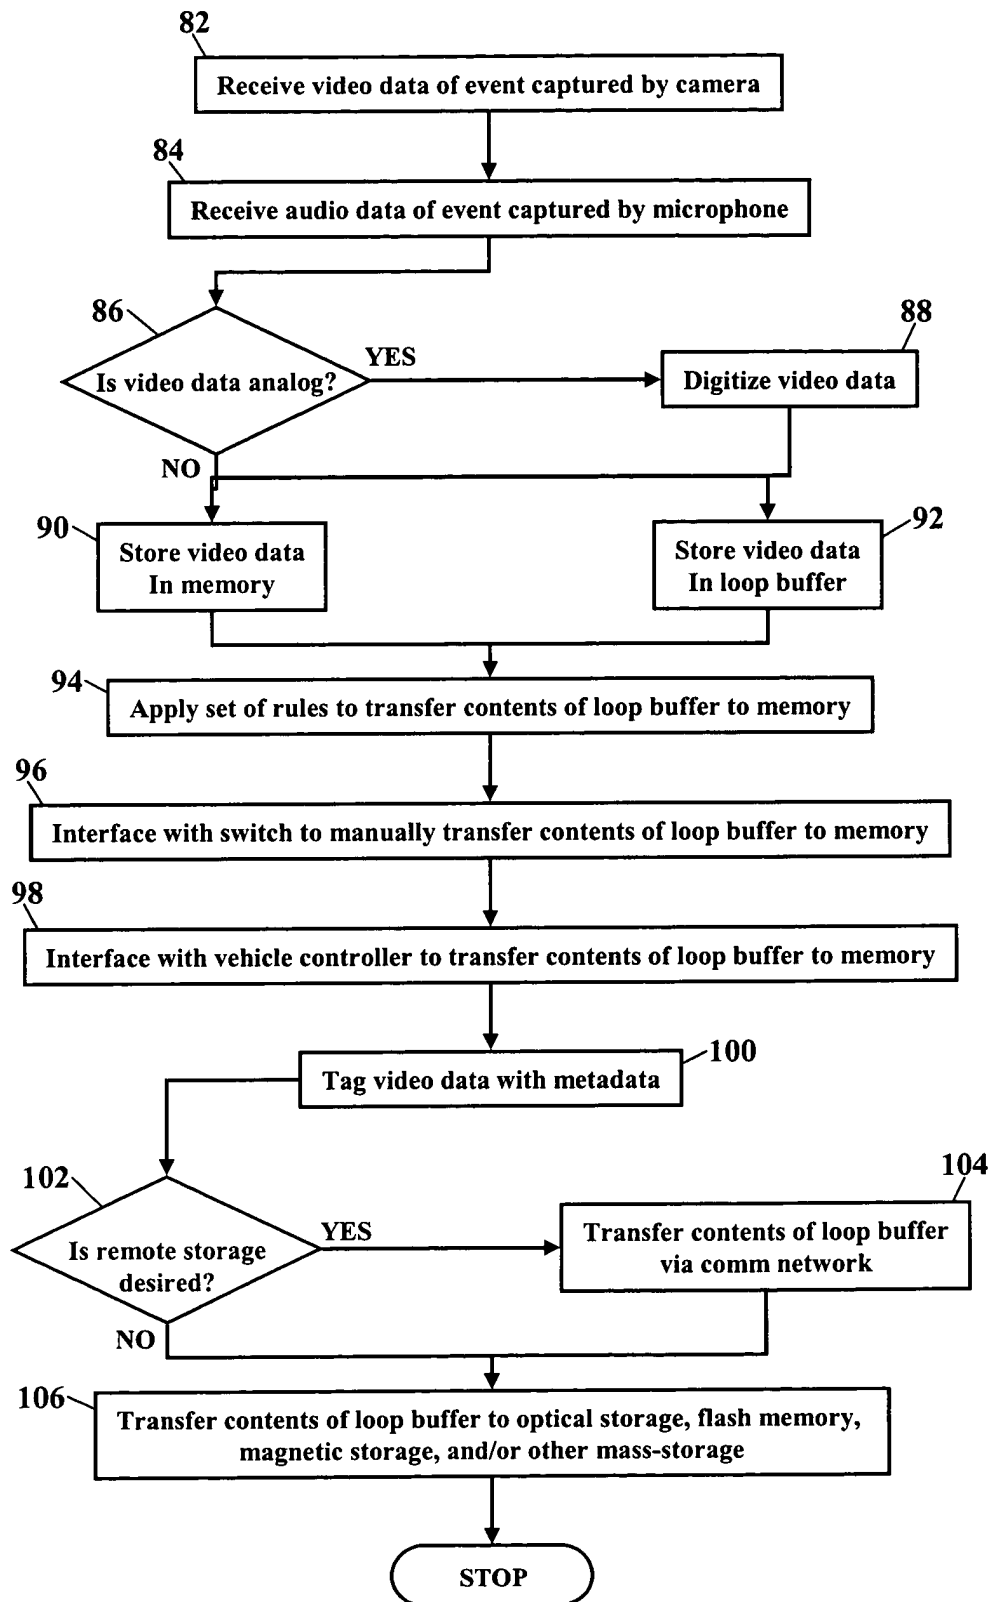 82
Receive video data of event captured by camera
84
Receive audio data of event captured by microphone
86
Is video data analog?
YES
88
Digitize video data
NO
90
Store video data
In memory
92
Store video data
In loop buffer
94
Apply set of rules to transfer contents of loop buffer to memory
96
Interface with switch to manually transfer contents of loop buffer to memory
98
Interface with vehicle controller to transfer contents of loop buffer to memory
100
Tag video data with metadata
102
Is remote storage
desired?
YES
104
Transfer contents of loop buffer
via comm network
NO
106
Transfer contents of loop buffer to optical storage, flash memory,
magnetic storage, and/or other mass-storage
STOP